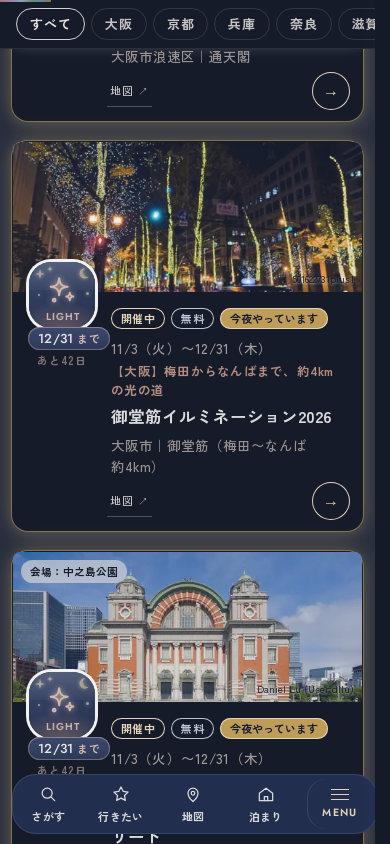 すべて
大阪
京都
兵庫
奈良
滋賀
大阪市浪速区｜通天閣
地図 ↗
→
LIGHT
12/31 まで
あと42日
開催中
無料
今夜やっています
11/3（火）〜12/31（木）
【大阪】梅田からなんばまで、約4km
の光の道
御堂筋イルミネーション2026
大阪市｜御堂筋（梅田〜なんば
約4km）
地図 ↗
→
会場：中之島公園
LIGHT
12/31 まで
あと42日
開催中
無料
今夜やっています
11/3（火）〜12/31（木）
さがす
行きたい
地図
泊まり
MENU